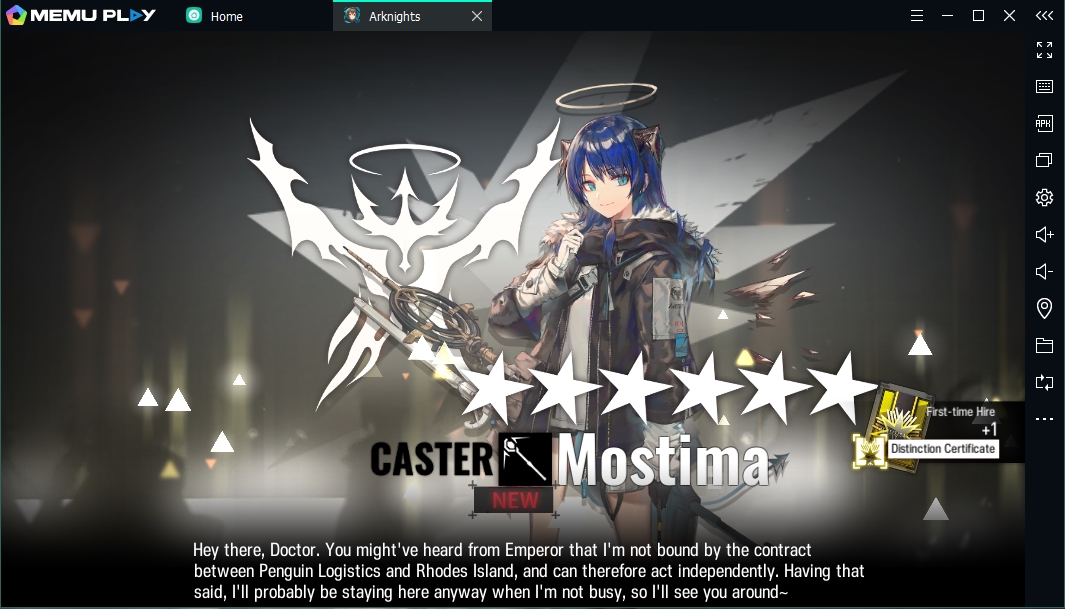 MEMU PLAY
Home
Arknights
APK
First-time Hire
+1
Distinction Certificate
CASTER Mostima
NEW
Hey there, Doctor. You might've heard from Emperor that I'm not bound by the contract
between Penguin Logistics and Rhodes Island, and can therefore act independently. Having that
said, I'll probably be staying here anyway when I'm not busy, so I'll see you around~